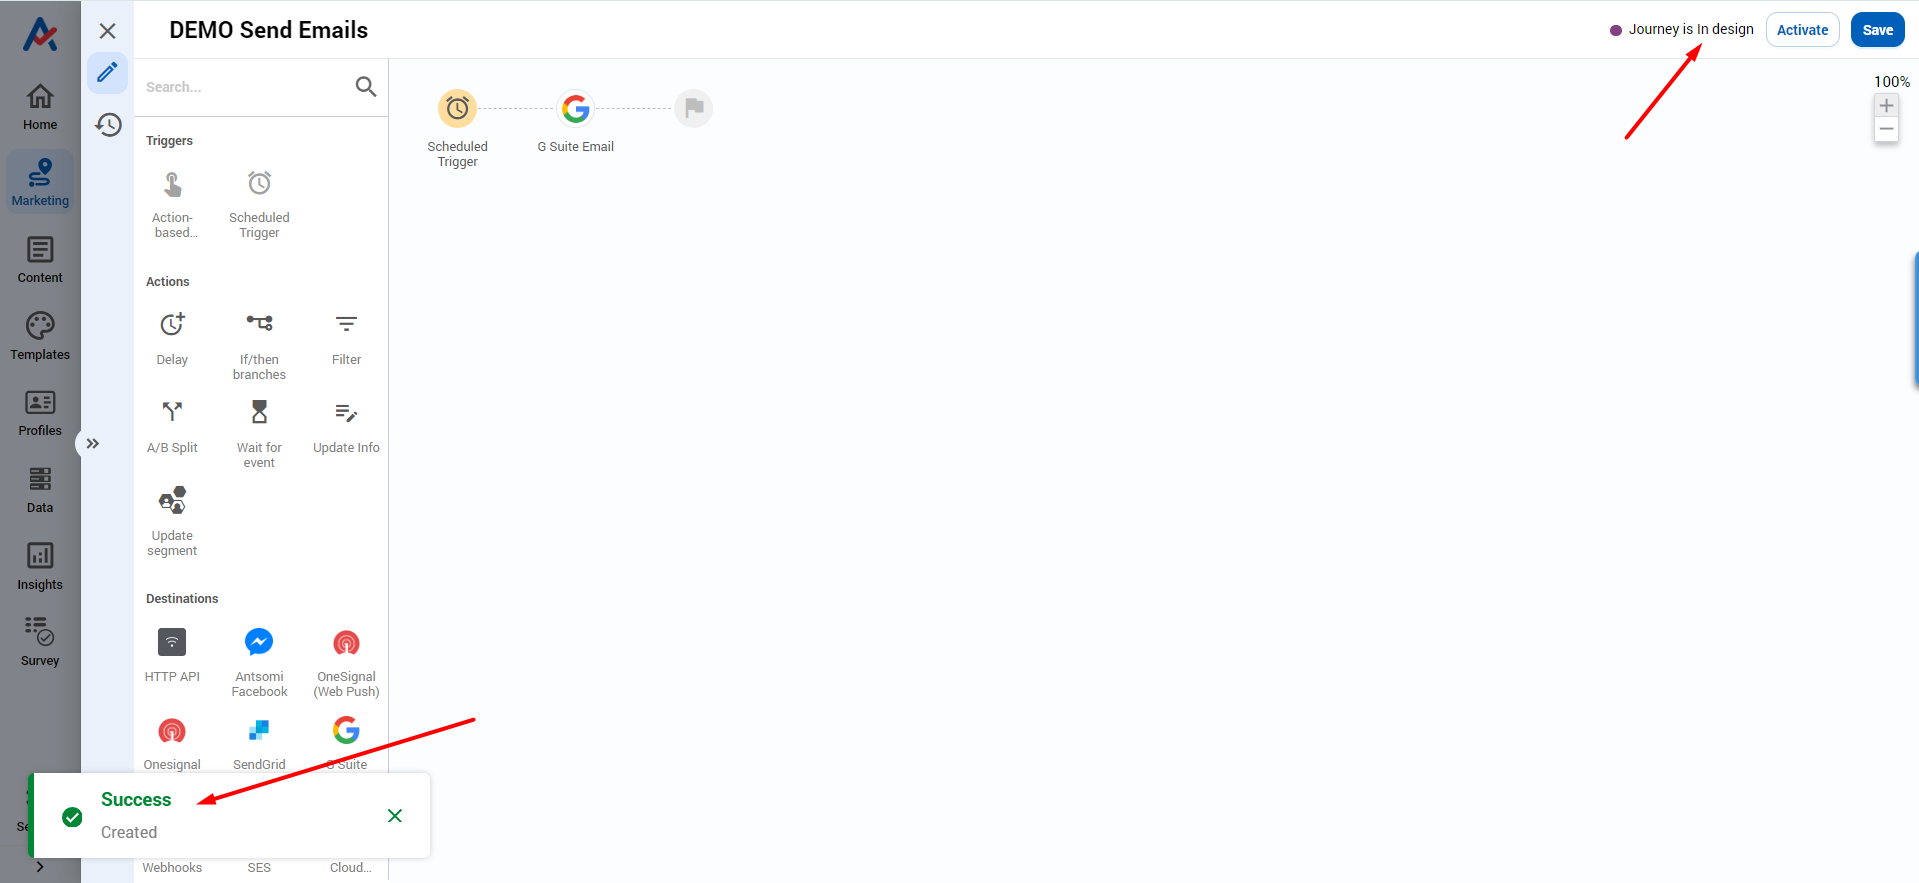 DEMO Send Emails
Journey is In design
Activate
Save
Home
Marketing
Content
Templates
Profiles
Data
Insights
Survey
Search...
Triggers
Action-
based...
Scheduled
Trigger
Actions
Delay
If/then
branches
Filter
A/B Split
Wait for
event
Update Info
Update
segment
Destinations
HTTP API
Antsomi
Facebook
OneSignal
(Web Push)
Onesignal
SendGrid
G Suite
Success
Created
Webhooks
SES
Cloud...
Scheduled
Trigger
G Suite Email
100%